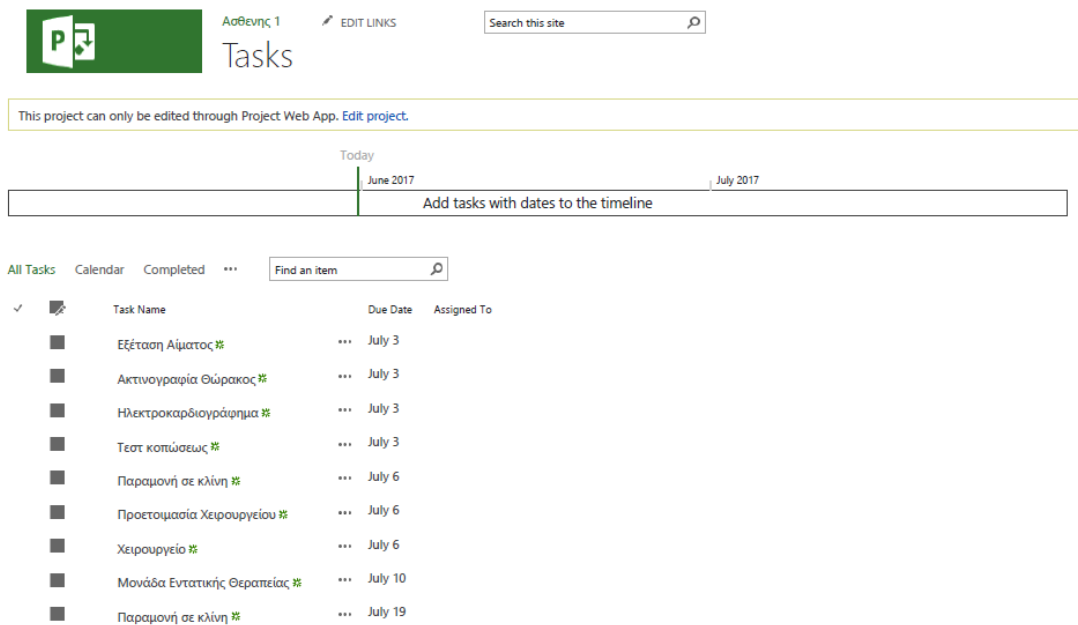 Ασθενης 1 EDIT LINKS Search this site
Tasks
This project can only be edited through Project Web App. Edit project.
Today
June 2017 July 2017
Add tasks with dates to the timeline
All Tasks Calendar Completed ••• Find an item
Task Name Due Date Assigned To
Εξέταση Αίματος ••• July 3
Ακτινογραφία Θώρακος ••• July 3
Ηλεκτροκαρδιογράφημα ••• July 3
Τεστ κοπώσεως ••• July 3
Παραμονή σε κλίνη ••• July 6
Προετοιμασία Χειρουργείου ••• July 6
Χειρουργείο ••• July 6
Μονάδα Εντατικής Θεραπείας ••• July 10
Παραμονή σε κλίνη ••• July 19